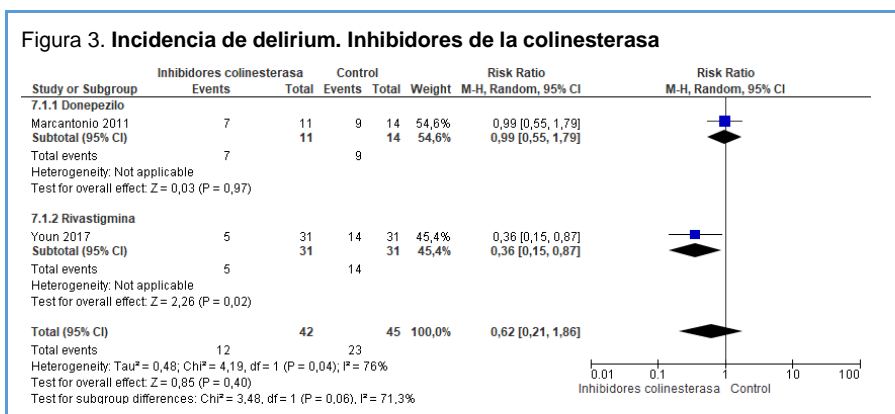 Figura 3. Incidencia de delirium. Inhibidores de la colinesterasa
Inhibidores colinesterasa Control Risk Ratio Risk Ratio
Study or Subgroup Events Total Events Total Weight M-H, Random, 95% CI M-H, Random, 95% CI
7.1.1 Donepezilo
Marcantonio 2011 7 11 9 14 54,6% 0,99 [0,55, 1,79]
Subtotal (95% CI) 11 14 54,6% 0,99 [0,55, 1,79]
Total events 7 9
Heterogeneity: Not applicable
Test for overall effect: Z = 0,03 (P = 0,97)
7.1.2 Rivastigmina
Youn 2017 5 31 14 31 45,4% 0,36 [0,15, 0,87]
Subtotal (95% CI) 31 31 45,4% 0,36 [0,15, 0,87]
Total events 5 14
Heterogeneity: Not applicable
Test for overall effect: Z = 2,26 (P = 0,02)
Total (95% CI) 42 45 100,0% 0,62 [0,21, 1,86]
Total events 12 23
Heterogeneity: Tau² = 0,48; Chi² = 4,19, df = 1 (P = 0,04); I² = 76%
Test for overall effect: Z = 0,85 (P = 0,40)
Test for subgroup differences: Chi² = 3,48, df = 1 (P = 0,06), I² = 71,3%
0.01 0.1 1 10 100
Inhibidores colinesterasa Control